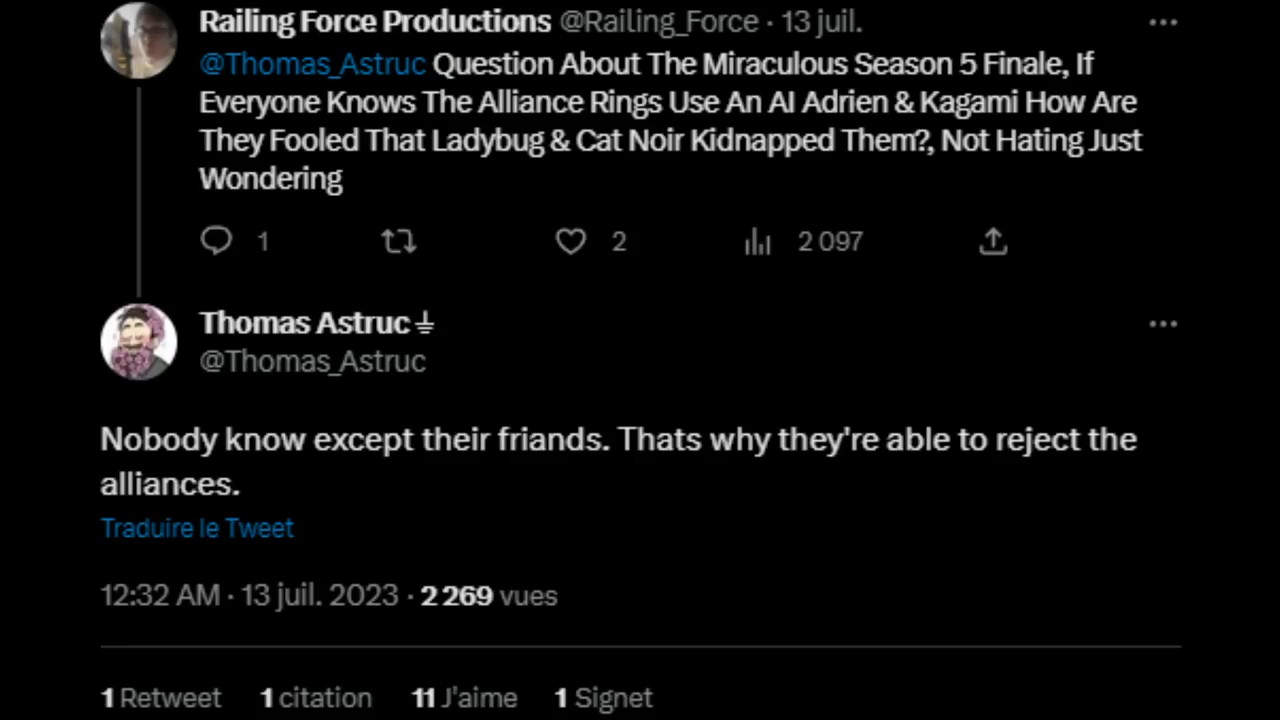 Railing Force Productions @Railing_Force · 13 juil.
@Thomas_Astruc Question About The Miraculous Season 5 Finale, If
Everyone Knows The Alliance Rings Use An AI Adrien & Kagami How Are
They Fooled That Ladybug & Cat Noir Kidnapped Them?, Not Hating Just
Wondering
1 2 2 097
Thomas Astruc⏚
@Thomas_Astruc
Nobody know except their friands. Thats why they're able to reject the
alliances.
Traduire le Tweet
12:32 AM · 13 juil. 2023 · 2 269 vues
1 Retweet 1 citation 11 J'aime 1 Signet